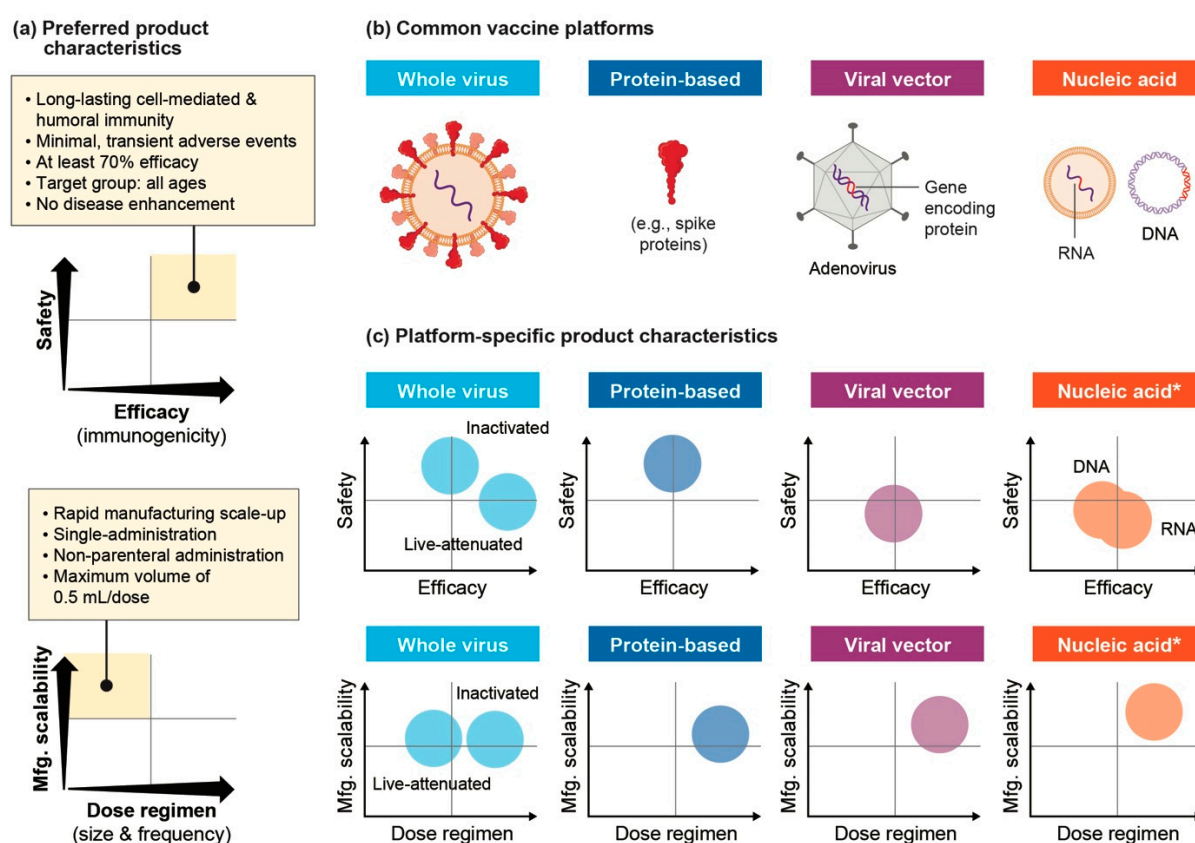 (a) Preferred product
characteristics
• Long-lasting cell-mediated &
humoral immunity
• Minimal, transient adverse events
• At least 70% efficacy
• Target group: all ages
• No disease enhancement
Safety
Efficacy
(immunogenicity)
• Rapid manufacturing scale-up
• Single-administration
• Non-parenteral administration
• Maximum volume of
0.5 mL/dose
Mfg. scalability
Dose regimen
(size & frequency)
(b) Common vaccine platforms
Whole virus
Protein-based
Viral vector
Nucleic acid
(e.g., spike
proteins)
Gene
encoding
protein
Adenovirus
RNA
DNA
(c) Platform-specific product characteristics
Whole virus
Protein-based
Viral vector
Nucleic acid*
Safety
Inactivated
Live-attenuated
Efficacy
Safety
Efficacy
Safety
Efficacy
Safety
DNA
RNA
Efficacy
Whole virus
Protein-based
Viral vector
Nucleic acid*
Mfg. scalability
Inactivated
Live-attenuated
Dose regimen
Mfg. scalability
Dose regimen
Mfg. scalability
Dose regimen
Mfg. scalability
Dose regimen